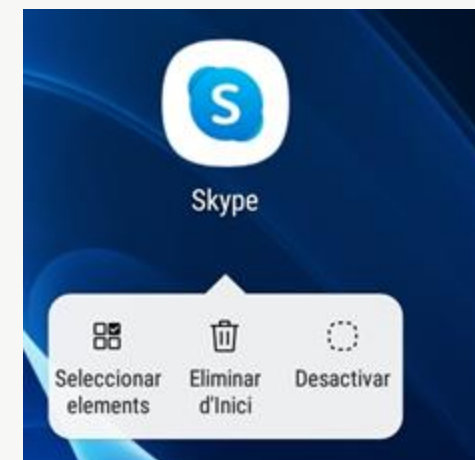 S
Skype
Seleccionar
elements
Eliminar
d'Inici
Desactivar